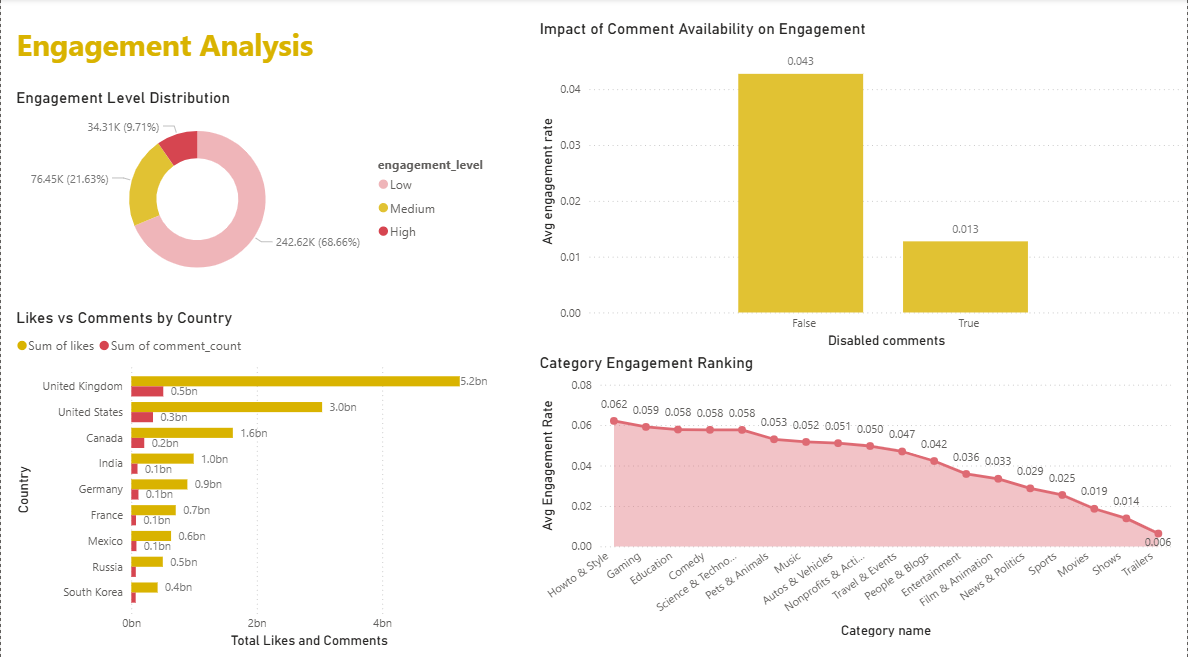 Engagement Analysis
Engagement Level Distribution
34.31K (9.71%)
76.45K (21.63%)
242.62K (68.66%)
engagement_level
Low
Medium
High
Likes vs Comments by Country
Sum of likes Sum of comment_count
Country
United Kingdom 5.2bn
0.5bn
United States 3.0bn
0.3bn
Canada 1.6bn
0.2bn
India 1.0bn
0.1bn
Germany 0.9bn
0.1bn
France 0.7bn
0.1bn
Mexico 0.6bn
0.1bn
Russia 0.5bn
South Korea 0.4bn
0bn 2bn 4bn
Total Likes and Comments
Impact of Comment Availability on Engagement
Avg engagement rate
0.04
0.03
0.02
0.01
0.00
0.043
0.013
False True
Disabled comments
Category Engagement Ranking
Avg Engagement Rate
0.08
0.06
0.04
0.02
0.00
0.062 0.059 0.058 0.058 0.058 0.053 0.052 0.051 0.050 0.047 0.042 0.036 0.033 0.029 0.025 0.019 0.014 0.006
Howto & Style
Gaming
Education
Comedy
Science & Techno...
Pets & Animals
Music
Autos & Vehicles
Nonprofits & Acti...
Travel & Events
People & Blogs
Entertainment
Film & Animation
News & Politics
Sports
Movies
Shows
Trailers
Category name